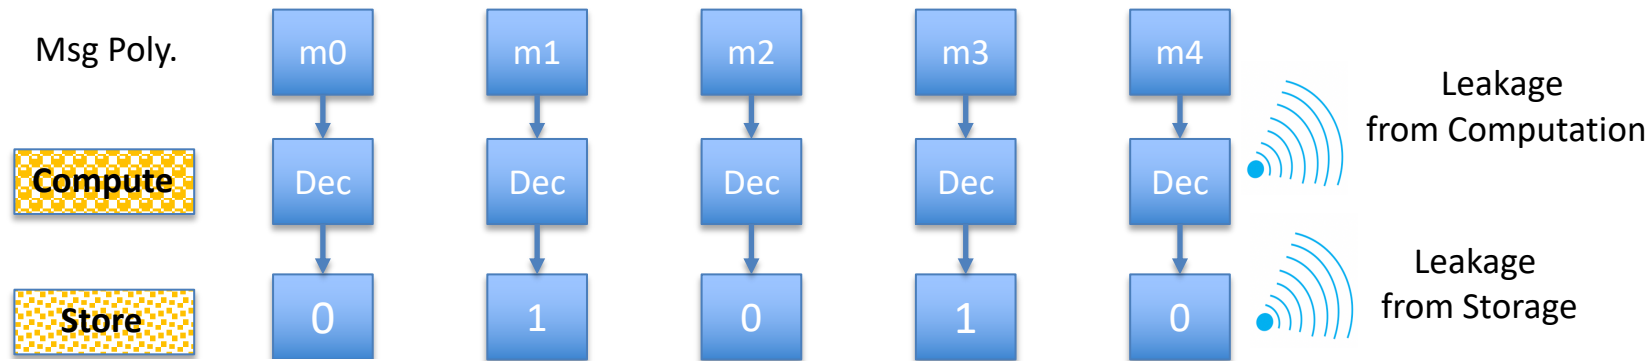 Msg Poly.
m0
m1
m2
m3
m4
Leakage
from Computation
Compute
Dec
Dec
Dec
Dec
Dec
Store
0
1
0
1
0
Leakage
from Storage